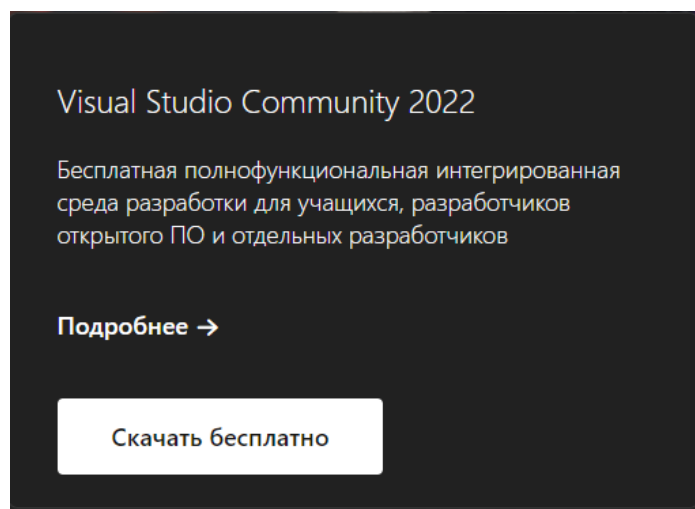 Visual Studio Community 2022
Бесплатная полнофункциональная интегрированная
среда разработки для учащихся, разработчиков
открытого ПО и отдельных разработчиков
Подробнее →
Скачать бесплатно